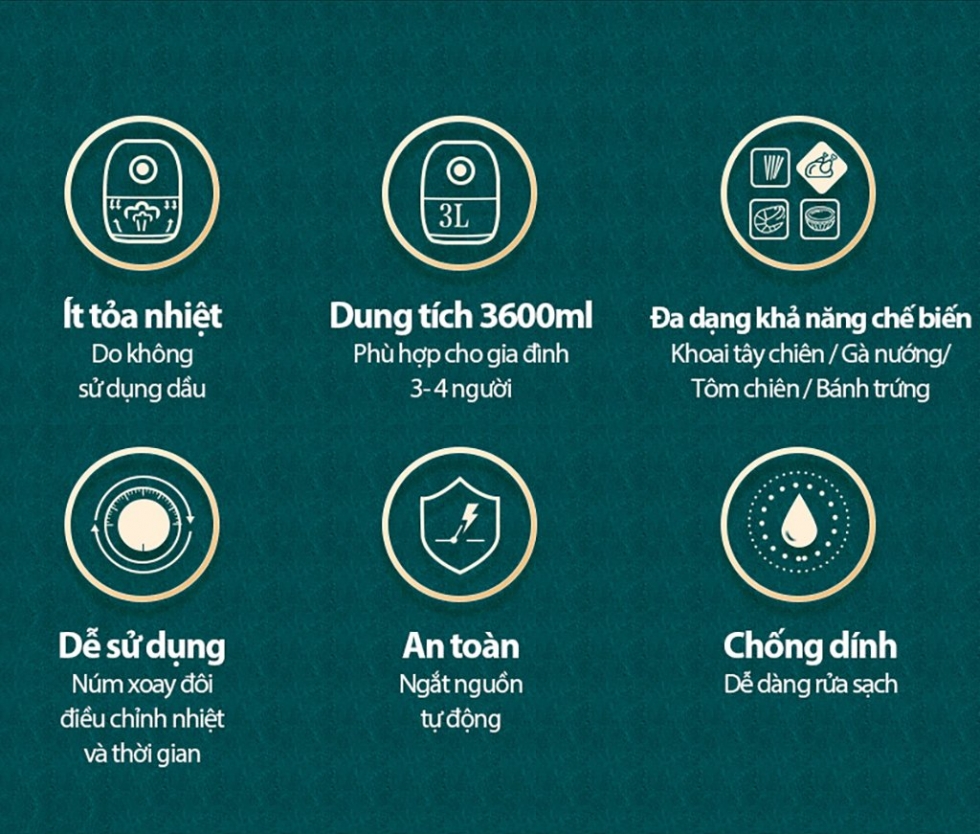 3L
Ít tỏa nhiệt
Do không
sử dụng dầu
Dung tích 3600ml
Phù hợp cho gia đình
3- 4 người
Đa dạng khả năng chế biến
Khoai tây chiên / Gà nướng/
Tôm chiên / Bánh trứng
Dễ sử dụng
Núm xoay đôi
điều chỉnh nhiệt
và thời gian
An toàn
Ngắt nguồn
tự động
Chống dính
Dễ dàng rửa sạch